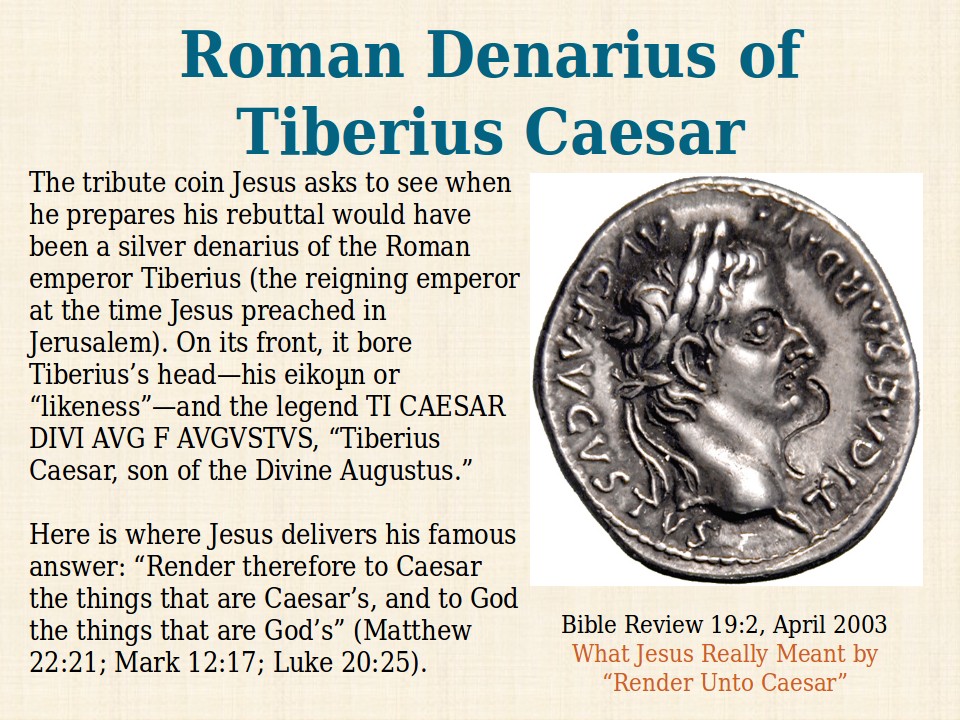 Roman Denarius of
Tiberius Caesar
The tribute coin Jesus asks to see when
he prepares his rebuttal would have
been a silver denarius of the Roman
emperor Tiberius (the reigning emperor
at the time Jesus preached in
Jerusalem). On its front, it bore
Tiberius’s head—his eikoµn or
“likeness”—and the legend TI CAESAR
DIVI AVG F AVGVSTVS, “Tiberius
Caesar, son of the Divine Augustus.”
Here is where Jesus delivers his famous
answer: “Render therefore to Caesar
the things that are Caesar’s, and to God
the things that are God’s” (Matthew
22:21; Mark 12:17; Luke 20:25).
Bible Review 19:2, April 2003
What Jesus Really Meant by
“Render Unto Caesar”